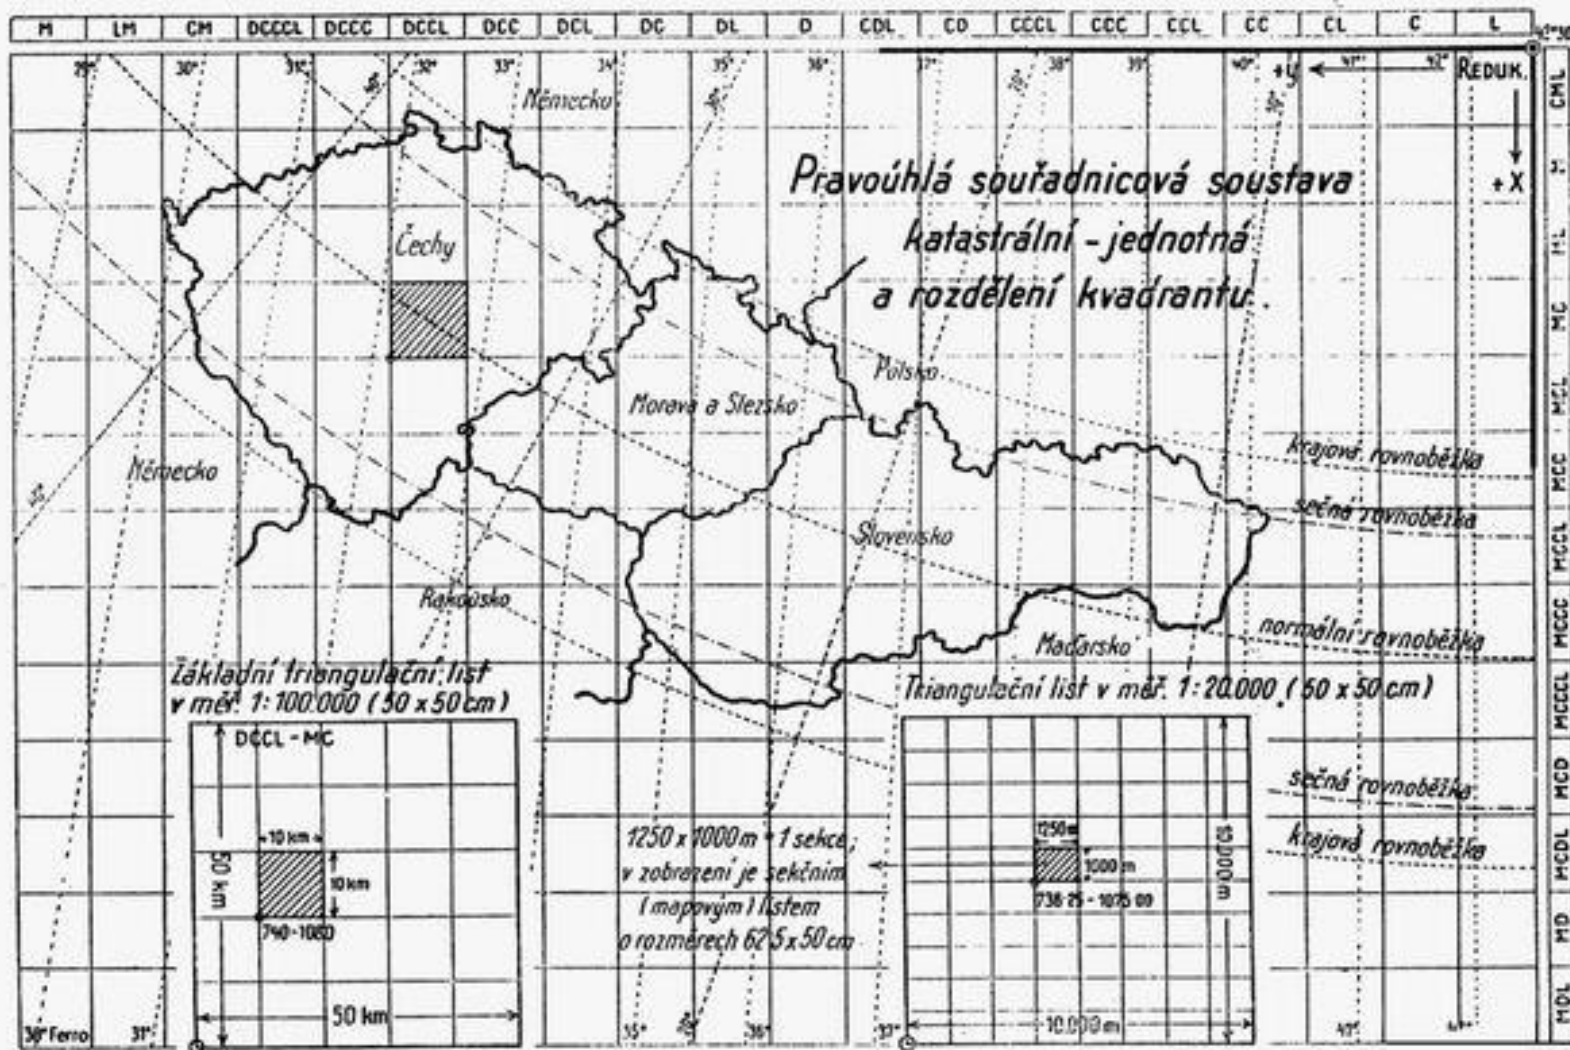 M LM CM DCCCL DCCC DCCL DCC DCL DC DL D CDL CD CCCL CCC CCL CC CL C L
29° 30° 31° 32° 33° 34 35° 36° 37° 38° 39° 40° 41° 42°
+y
REDUK.
+ X
CML
M
ML
MC
MCL
MCC
MCCL
MCCC
MCCCL
MCD
MCDL
MD
MDL
Německo
Pravoúhlá souřadnicová soustava
katastrální - jednotná
a rozdělení kvadrantu.
Čechy
Polsko
Morava a Slezsko
Německo
krajová rovnoběžka
sečná rovnoběžka
Slovensko
Rakousko
normální rovnoběžka
Maďarsko
Základní triangulační list
v měř. 1:100.000 (50 x 50 cm)
Triangulační list v měř. 1:20.000 (50 x 50 cm)
DCCL - MC
10 km
10 km
50 km
740-1080
50 km
1250 x 1000 m = 1 sekce,
v zobrazení je sekčním
(mapovým) listem
o rozměrech 62·5 x 50 cm
1250 m
1000 m
738·75 - 1075·00
10.000 m
10.000 m
sečná rovnoběžka
krajová rovnoběžka
30° Ferro 31°
35° 36° 37°